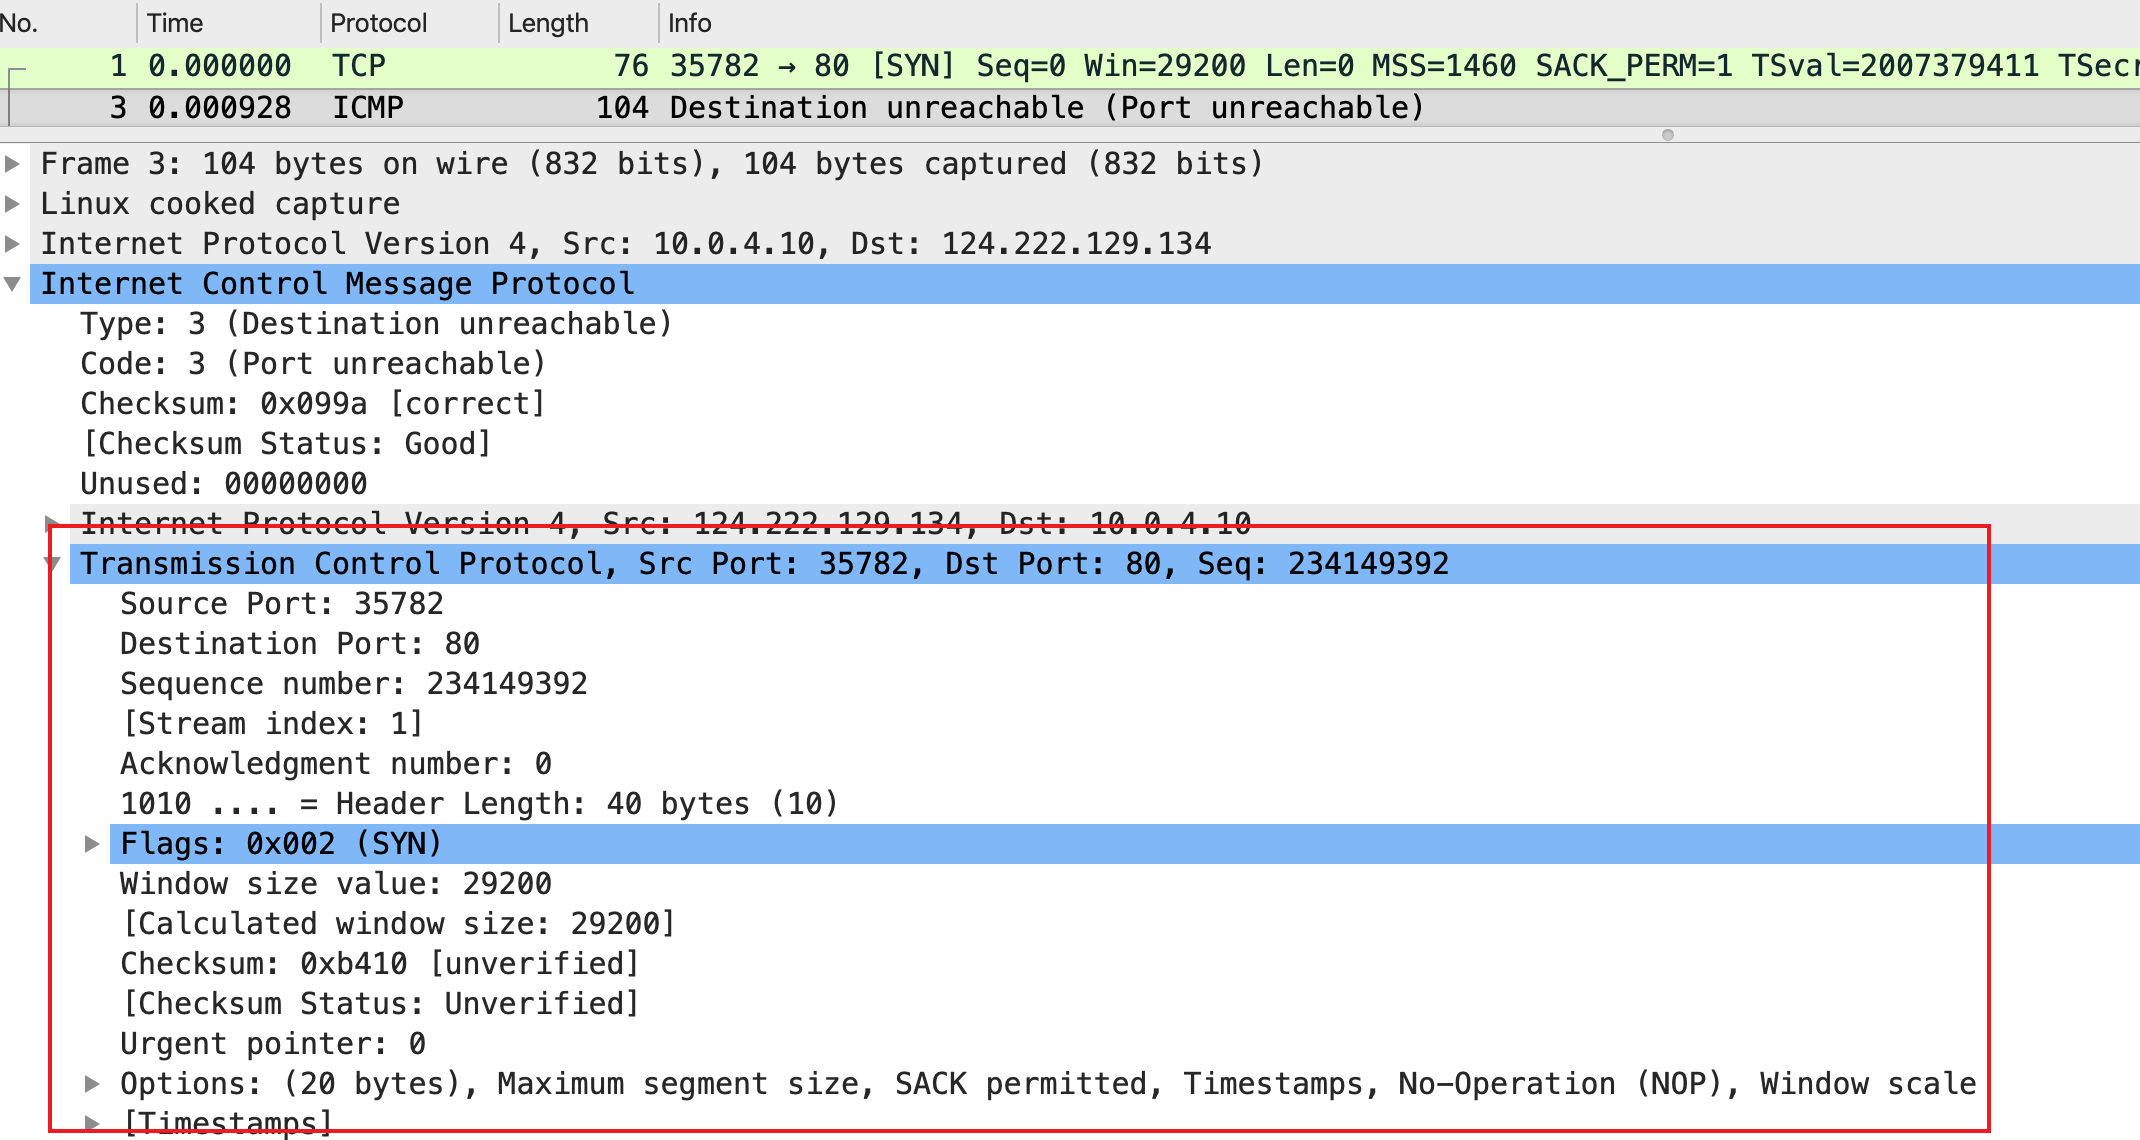 No. Time Protocol Length Info
1 0.000000 TCP 76 35782 → 80 [SYN] Seq=0 Win=29200 Len=0 MSS=1460 SACK_PERM=1 TSval=2007379411 TSecr
3 0.000928 ICMP 104 Destination unreachable (Port unreachable)
Frame 3: 104 bytes on wire (832 bits), 104 bytes captured (832 bits)
Linux cooked capture
Internet Protocol Version 4, Src: 10.0.4.10, Dst: 124.222.129.134
Internet Control Message Protocol
Type: 3 (Destination unreachable)
Code: 3 (Port unreachable)
Checksum: 0x099a [correct]
[Checksum Status: Good]
Unused: 00000000
Internet Protocol Version 4, Src: 124.222.129.134, Dst: 10.0.4.10
Transmission Control Protocol, Src Port: 35782, Dst Port: 80, Seq: 234149392
Source Port: 35782
Destination Port: 80
Sequence number: 234149392
[Stream index: 1]
Acknowledgment number: 0
1010 .... = Header Length: 40 bytes (10)
Flags: 0x002 (SYN)
Window size value: 29200
[Calculated window size: 29200]
Checksum: 0xb410 [unverified]
[Checksum Status: Unverified]
Urgent pointer: 0
Options: (20 bytes), Maximum segment size, SACK permitted, Timestamps, No-Operation (NOP), Window scale
[Timestamps]